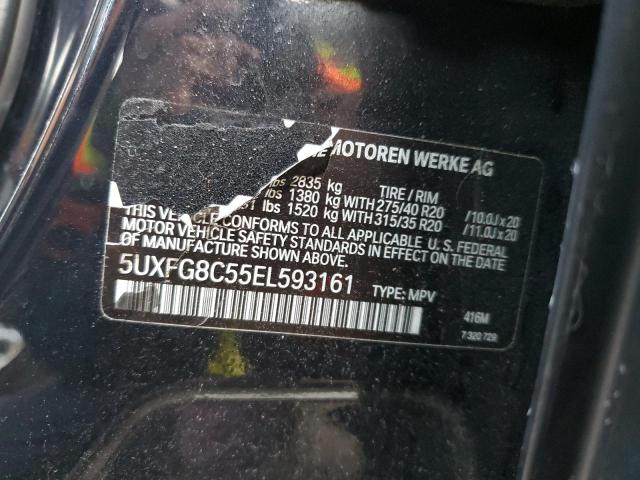 MOTOREN WERKE AG
lbs 2835 kg TIRE / RIM
lbs 1380 kg WITH 275/40 R20 /10.0J x 20
lbs 1520 kg WITH 315/35 R20 /11.0J x 20
THIS VEHICLE CONFORMS TO ALL APPLICABLE U. S. FEDERAL
MOTOR VEHICLE SAFETY STANDARDS IN EFFECT ON THE DATE
OF MANUFACTURE SHOWN ABOVE.
5UXFG8C55EL593161 TYPE: MPV
416M
7 320 729